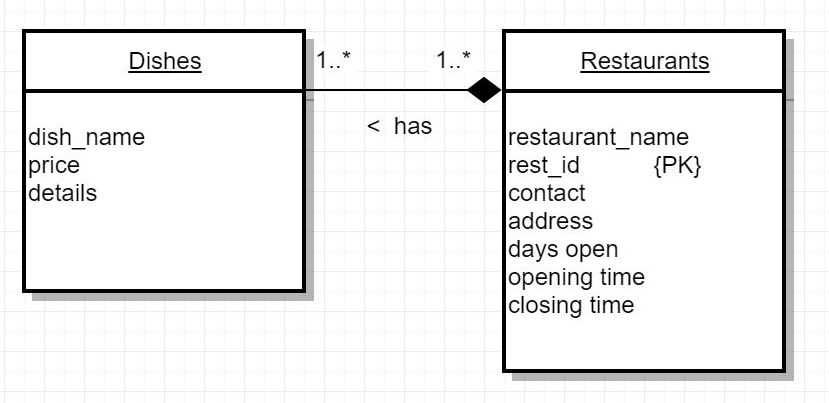 Dishes
1..*
1..*
Restaurants
< has
dish_name
price
details
restaurant_name
rest_id {PK}
contact
address
days open
opening time
closing time